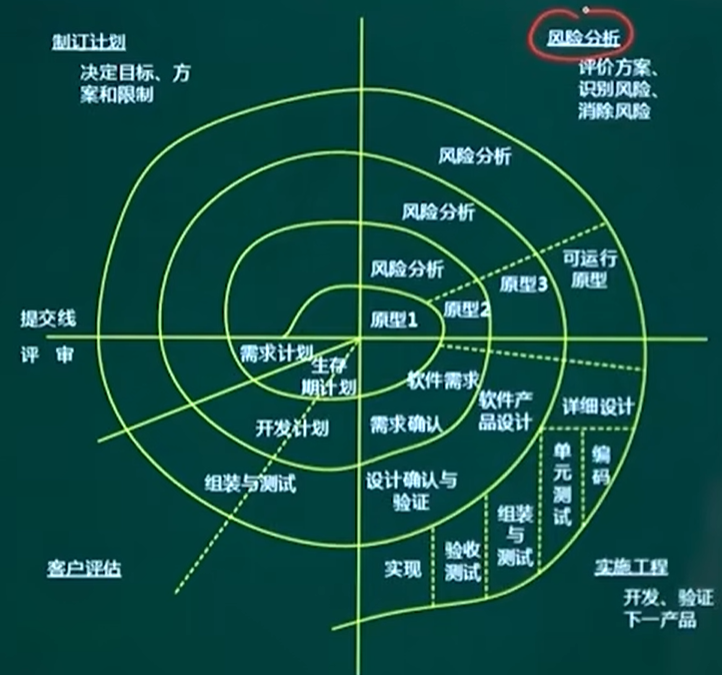 制订计划
决定目标、方
案和限制
风险分析
评价方案、
识别风险、
消除风险
风险分析
风险分析
风险分析
可运行
原型
原型3
原型2
原型1
提交线
评 审
需求计划
生存
期计划
软件需求
开发计划
需求确认
软件产
品设计
详细设计
组装与测试
设计确认与
验证
单
元
测
试
编
码
组装
与
测试
实现
验收
测试
客户评估
实施工程
开发、验证
下一产品